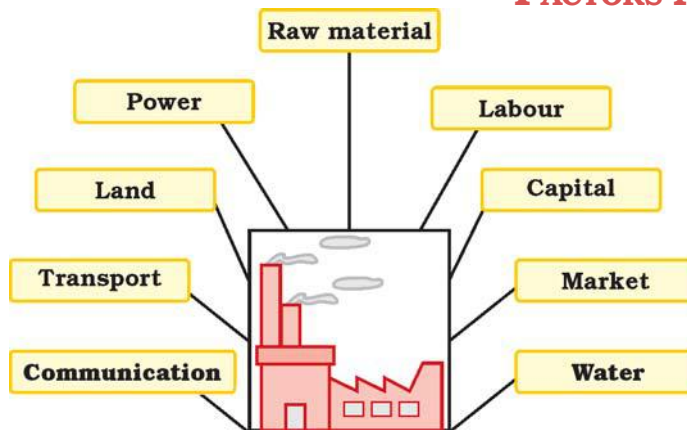 Raw material
Power
Labour
Land
Capital
Transport
Market
Communication
Water